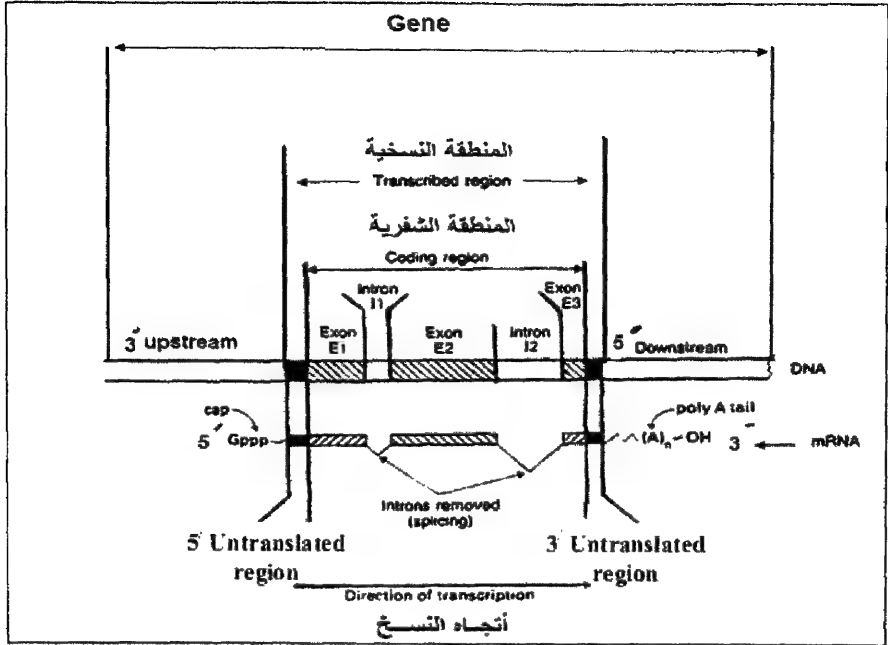 Gene
المنطقة النسخية
Transcribed region
المنطقة الشفرية
Coding region
Intron
I1
Exon
E3
Exon
E1
Exon
E2
Intron
I2
3″ upstream
5″ Downstream
DNA
cap
poly A tail
5″ Gppp
(A)n-OH 3‾
mRNA
Introns removed
(splicing)
5′ Untranslated
region
3′ Untranslated
region
Direction of transcription
أتجـاه النســخ